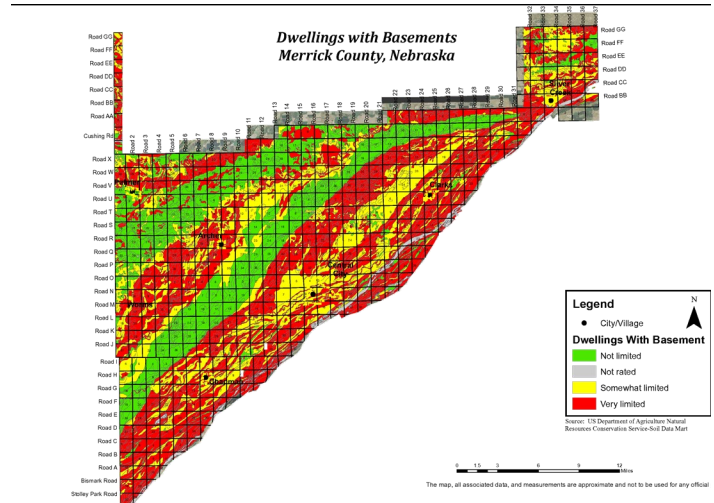 Dwellings with Basements
Merrick County, Nebraska
Road GG
Road FF
Road EE
Road DD
Road CC
Road BB
Road AA
Cushing Rd
Road X
Road W
Road V
Road U
Road T
Road S
Road R
Road Q
Road P
Road O
Road N
Road M
Road L
Road K
Road J
Road I
Road H
Road G
Road F
Road E
Road D
Road C
Road B
Road A
Bismark Road
Stolley Park Road
Road 2
Road 3
Road 4
Road 5
Road 6
Road 7
Road 8
Road 9
Road 10
11
12
Road 13
Road 14
Road 15
Road 16
Road 17
Road 18
Road 19
Road 20
Road 21
22
23
24
Road 25
Road 26
Road 27
Road 28
Road 29
Road 30
Road 31
Road 32
Road 33
Road 34
Road 35
Road 36
Road 37
Road GG
Road FF
Road EE
Road DD
Road CC
Road BB
Silver
Creek
Clarks
Palmer
Archer
Central
City
Worms
Chapman
Legend
N
City/Village
Dwellings With Basement
Not limited
Not rated
Somewhat limited
Very limited
Source: US Department of Agriculture Natural
Resources Conservation Service-Soil Data Mart
0 1.5 3 6 9 12
Miles
The map, all associated data, and measurements are approximate and not to be used for any official